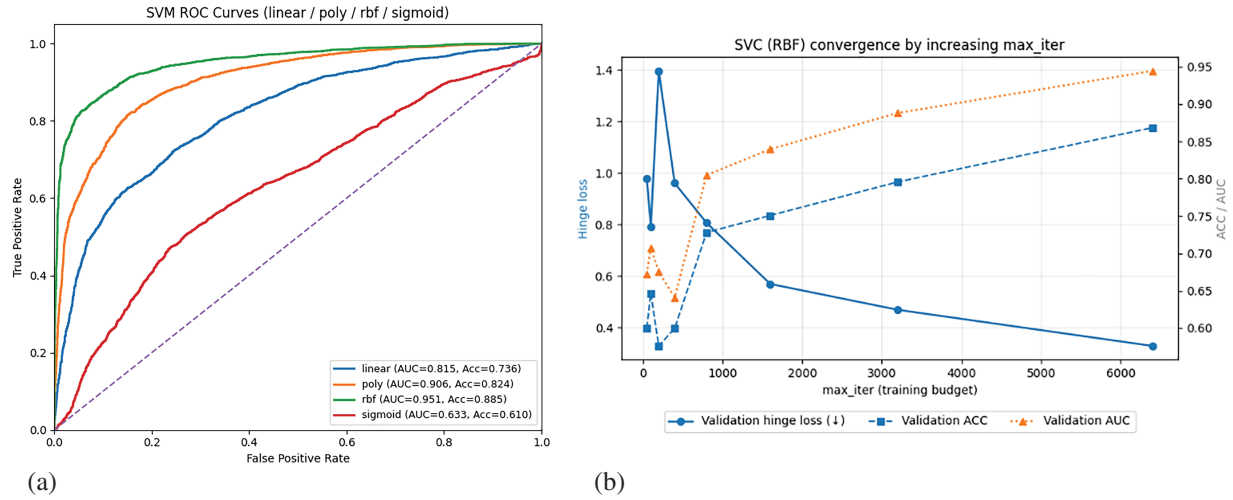 SVM ROC Curves (linear / poly / rbf / sigmoid)
True Positive Rate
1.0
0.8
0.6
0.4
0.2
0.0
0.0 0.2 0.4 0.6 0.8 1.0
False Positive Rate
linear (AUC=0.815, Acc=0.736)
poly (AUC=0.906, Acc=0.824)
rbf (AUC=0.951, Acc=0.885)
sigmoid (AUC=0.633, Acc=0.610)
(a)
SVC (RBF) convergence by increasing max_iter
Hinge loss
1.4
1.2
1.0
0.8
0.6
0.4
0 1000 2000 3000 4000 5000 6000
max_iter (training budget)
0.95
0.90
0.85
0.80
0.75
0.70
0.65
0.60
ACC / AUC
Validation hinge loss (↓) Validation ACC Validation AUC
(b)